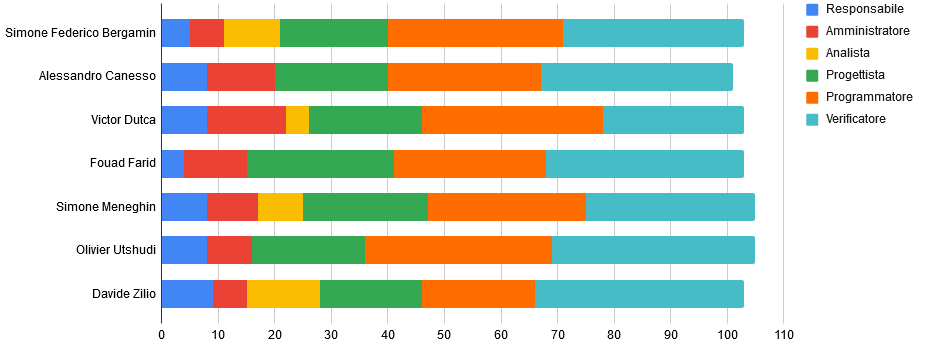 Simone Federico Bergamin
Alessandro Canesso
Victor Dutca
Fouad Farid
Simone Meneghin
Olivier Utshudi
Davide Zilio
0 10 20 30 40 50 60 70 80 90 100 110
Responsabile
Amministratore
Analista
Progettista
Programmatore
Verificatore